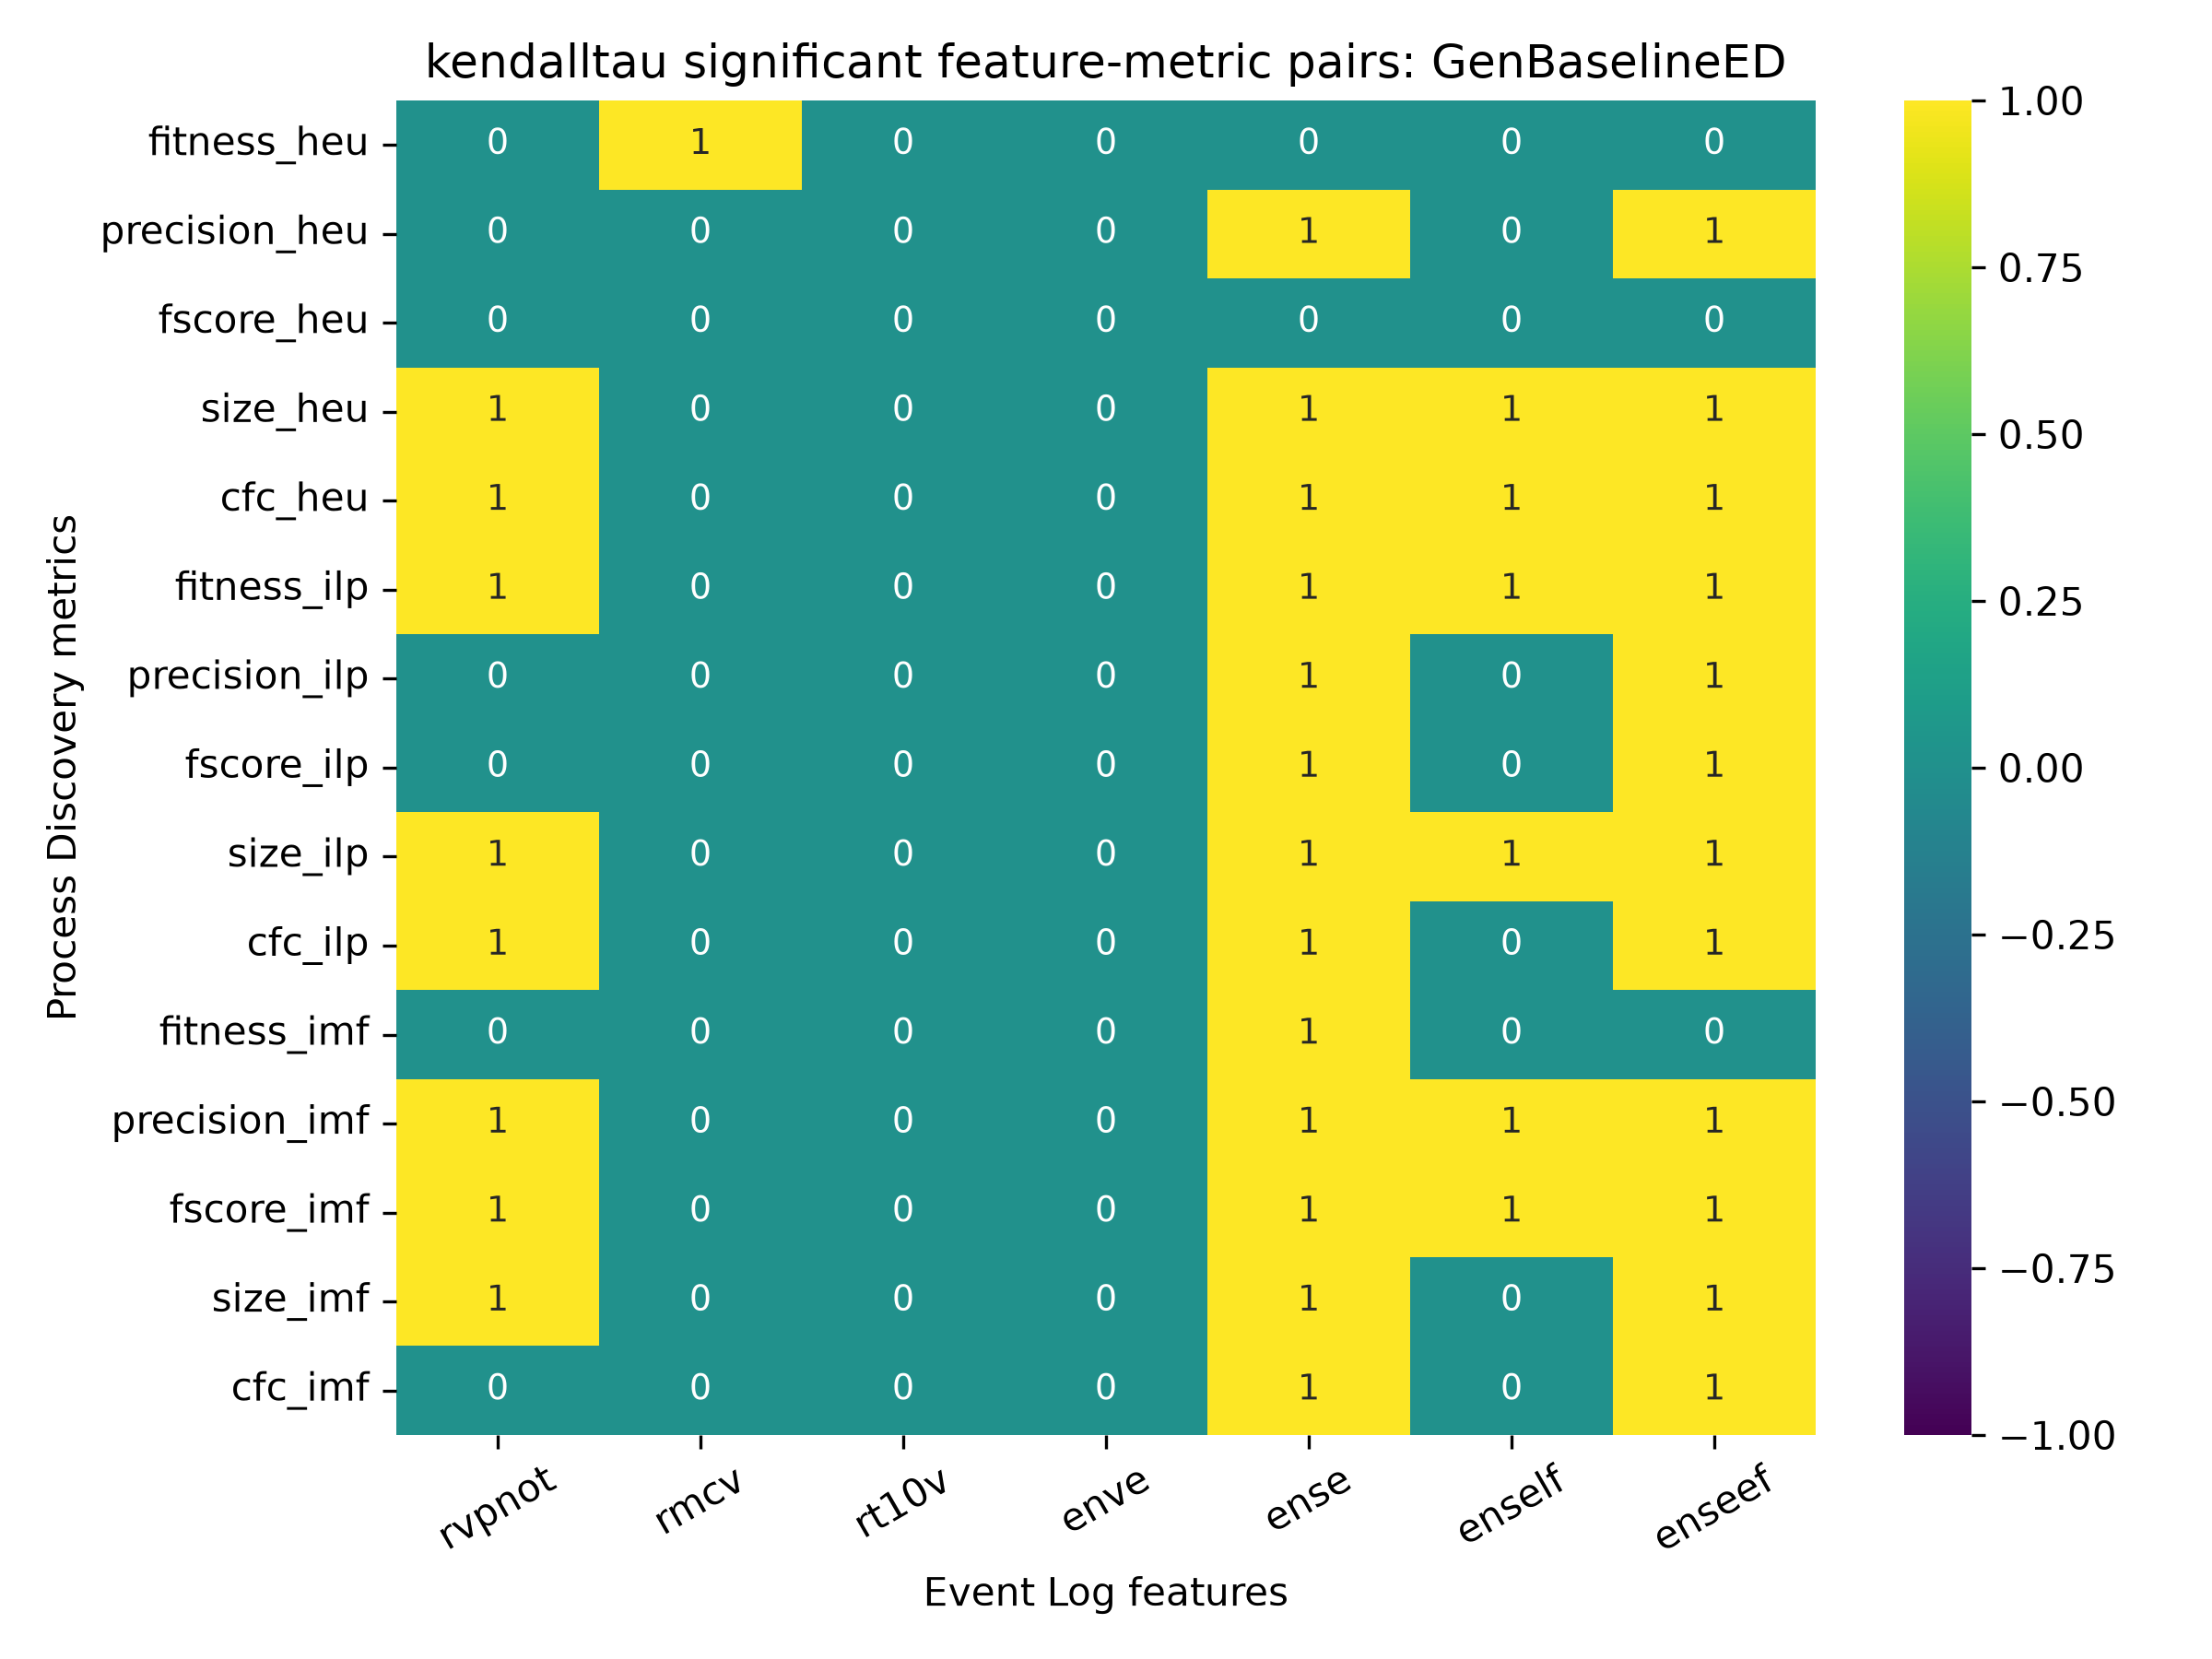 kendalltau significant feature-metric pairs: GenBaselineED
fitness_heu 0 1 0 0 0 0 0
precision_heu 0 0 0 0 1 0 1
fscore_heu 0 0 0 0 0 0 0
size_heu 1 0 0 0 1 1 1
cfc_heu 1 0 0 0 1 1 1
fitness_ilp 1 0 0 0 1 1 1
precision_ilp 0 0 0 0 1 0 1
fscore_ilp 0 0 0 0 1 0 1
size_ilp 1 0 0 0 1 1 1
cfc_ilp 1 0 0 0 1 0 1
fitness_imf 0 0 0 0 1 0 0
precision_imf 1 0 0 0 1 1 1
fscore_imf 1 0 0 0 1 1 1
size_imf 1 0 0 0 1 0 1
cfc_imf 0 0 0 0 1 0 1
rvpnot rmcv rt10v enve ense enself enseef
Event Log features
Process Discovery metrics
1.00
0.75
0.50
0.25
0.00
−0.25
−0.50
−0.75
−1.00